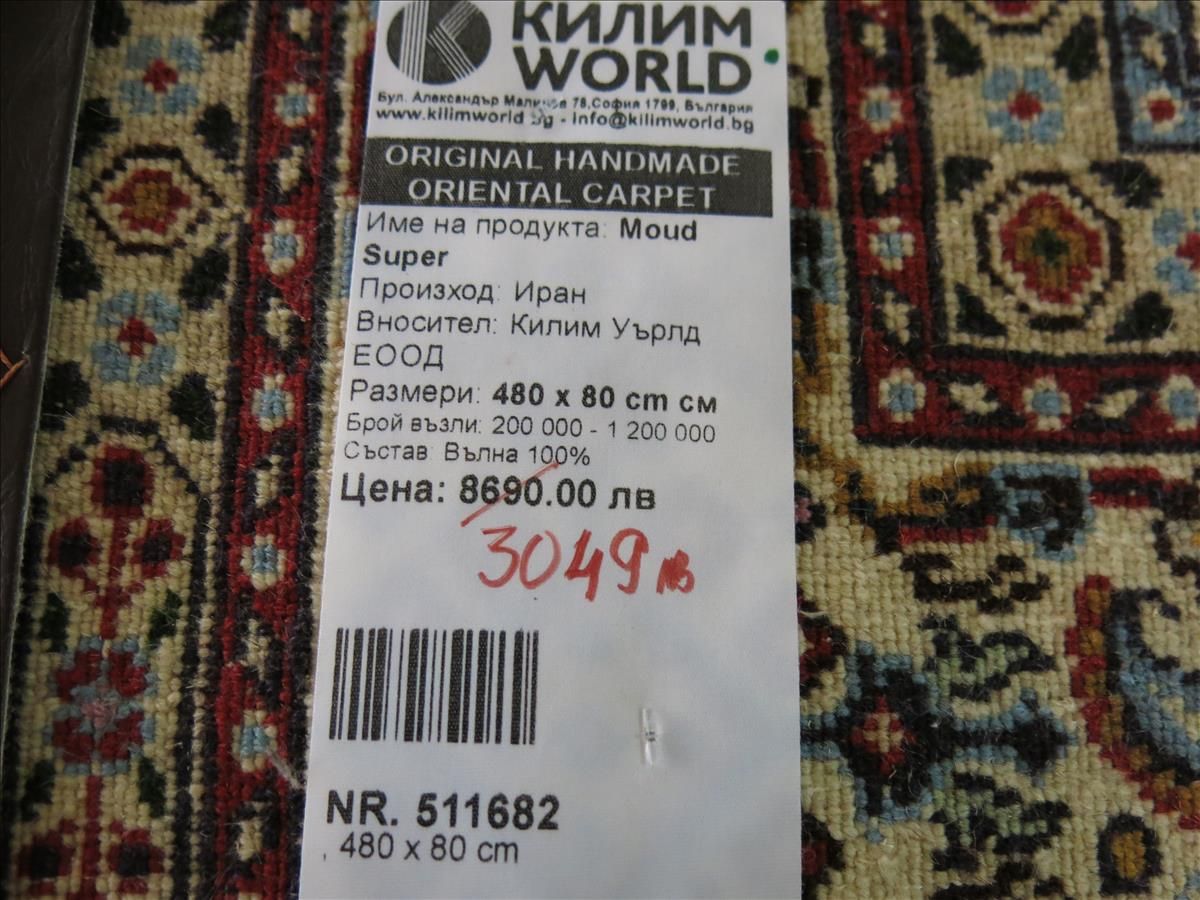 КИЛИМ
WORLD
Бул. Александър Малинов 78, София 1799, България
www.kilimworld.bg - info@kilimworld.bg
ORIGINAL HANDMADE
ORIENTAL CARPET
Име на продукта: Moud
Super
Произход: Иран
Вносител: Килим Уърлд
ЕООД
Размери: 480 x 80 cm см
Брой възли: 200 000 - 1 200 000
Състав: Вълна 100%
Цена: 8690.00 лв
3049 лв
NR. 511682
480 x 80 cm